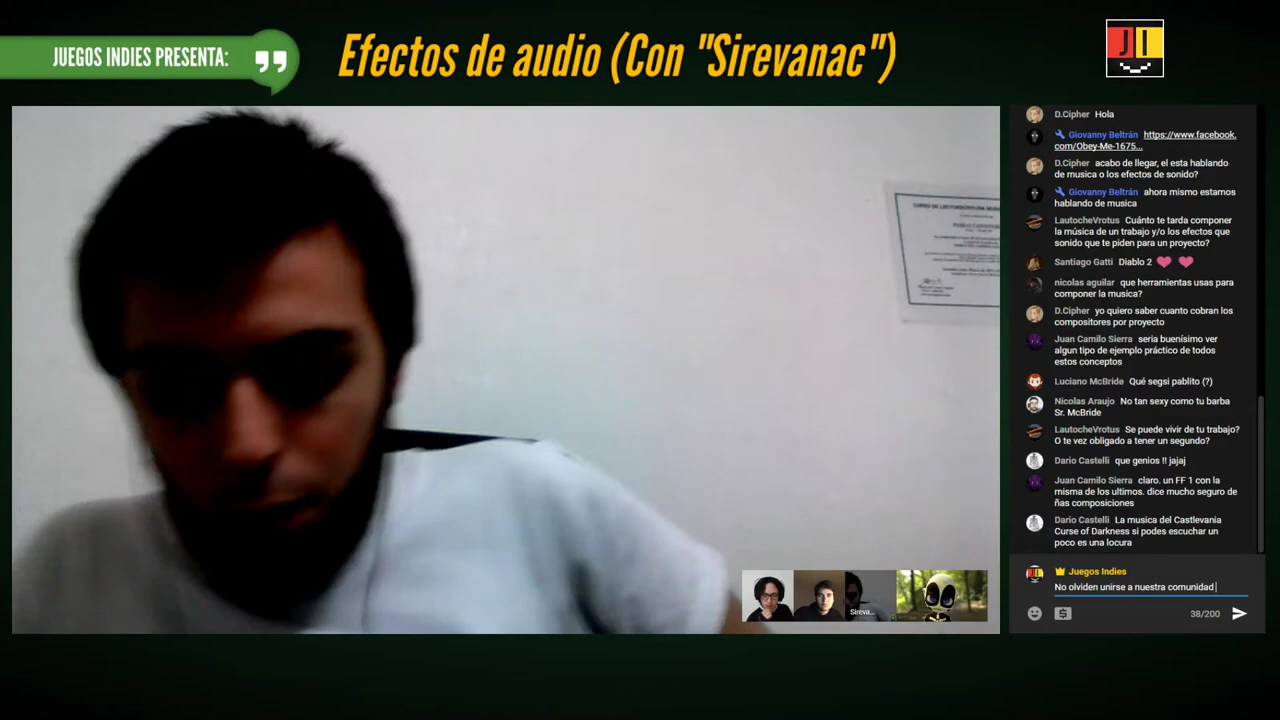 JUEGOS INDIES PRESENTA:
Efectos de audio (Con "Sirevanac")
JI
D.Cipher Hola
Giovanny Beltrán https://www.facebook.
com/Obey-Me-1675...
D.Cipher acabo de llegar, el esta hablando
de musica o los efectos de sonido?
Giovanny Beltrán ahora mismo estamos
hablando de musica
LautocheVrotus Cuánto te tarda componer
la música de un trabajo y/o los efectos que
sonido que te piden para un proyecto?
Santiago Gatti Diablo 2
nicolas aguilar que herramientas usas para
componer la musica?
D.Cipher yo quiero saber cuanto cobran los
compositores por proyecto
Juan Camilo Sierra seria buenísimo ver
algun tipo de ejemplo práctico de todos
estos conceptos
Luciano McBride Qué segsi pablito (?)
Nicolas Araujo No tan sexy como tu barba
Sr. McBride
LautocheVrotus Se puede vivir de tu trabajo?
O te vez obligado a tener un segundo?
Dario Castelli que genios !! jajaj
Juan Camilo Sierra claro. un FF 1 con la
misma de los ultimos. dice mucho seguro de
ñas composiciones
Dario Castelli La musica del Castlevania
Curse of Darkness si podes escuchar un
poco es una locura
Juegos Indies
No olviden unirse a nuestra comunidad
38/200
CURSO DE LECTOESCRITURA
Sireva...